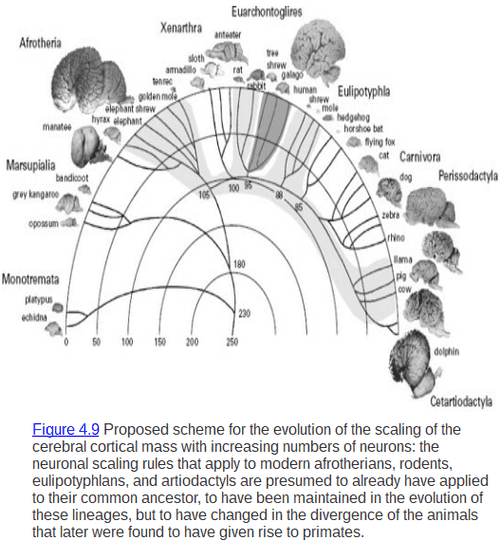 Euarchontoglires
Xenarthra
anteater
Afrotheria
sloth
tree
shrew
armadillo
rat
galago
tenrec
rabbit
human
Eulipotyphla
golden mole
shrew
mole
elephant shrew
hedgehog
hyrax elephant
horshoe bat
manatee
flying fox
cat
Carnivora
Marsupialia
dog
Perissodactyla
bandicoot
grey kangaroo
105
100
95
88
85
zebra
opossum
rhino
180
llama
Monotremata
pig
platypus
cow
echidna
230
0
50
100
150
200
250
dolphin
Cetartiodactyla
Figure 4.9 Proposed scheme for the evolution of the scaling of the
cerebral cortical mass with increasing numbers of neurons: the
neuronal scaling rules that apply to modern afrotherians, rodents,
eulipotyphlans, and artiodactyls are presumed to already have applied
to their common ancestor, to have been maintained in the evolution of
these lineages, but to have changed in the divergence of the animals
that later were found to have given rise to primates.